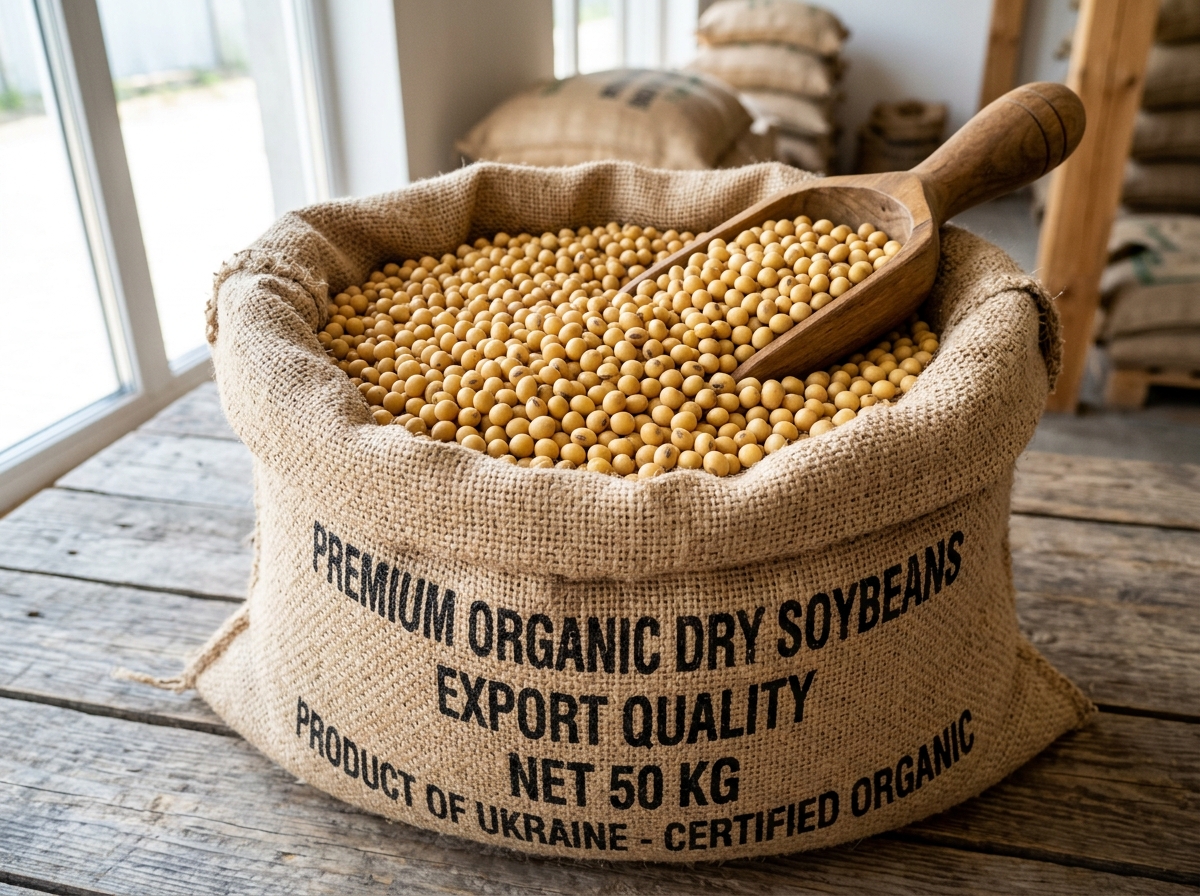 PREMIUM ORGANIC DRY SOYBEANS
EXPORT QUALITY
NET 50 KG
PRODUCT OF UKRAINE - CERTIFIED ORGANIC